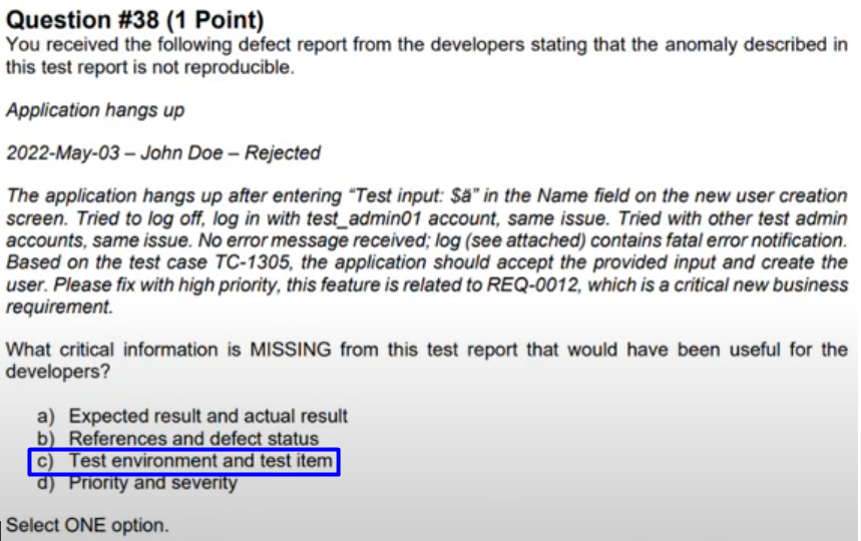 Question #38 (1 Point)
You received the following defect report from the developers stating that the anomaly described in
this test report is not reproducible.
Application hangs up
2022-May-03 – John Doe – Rejected
The application hangs up after entering “Test input: $ä” in the Name field on the new user creation
screen. Tried to log off, log in with test_admin01 account, same issue. Tried with other test admin
accounts, same issue. No error message received; log (see attached) contains fatal error notification.
Based on the test case TC-1305, the application should accept the provided input and create the
user. Please fix with high priority, this feature is related to REQ-0012, which is a critical new business
requirement.
What critical information is MISSING from this test report that would have been useful for the
developers?
a) Expected result and actual result
b) References and defect status
c) Test environment and test item
d) Priority and severity
Select ONE option.